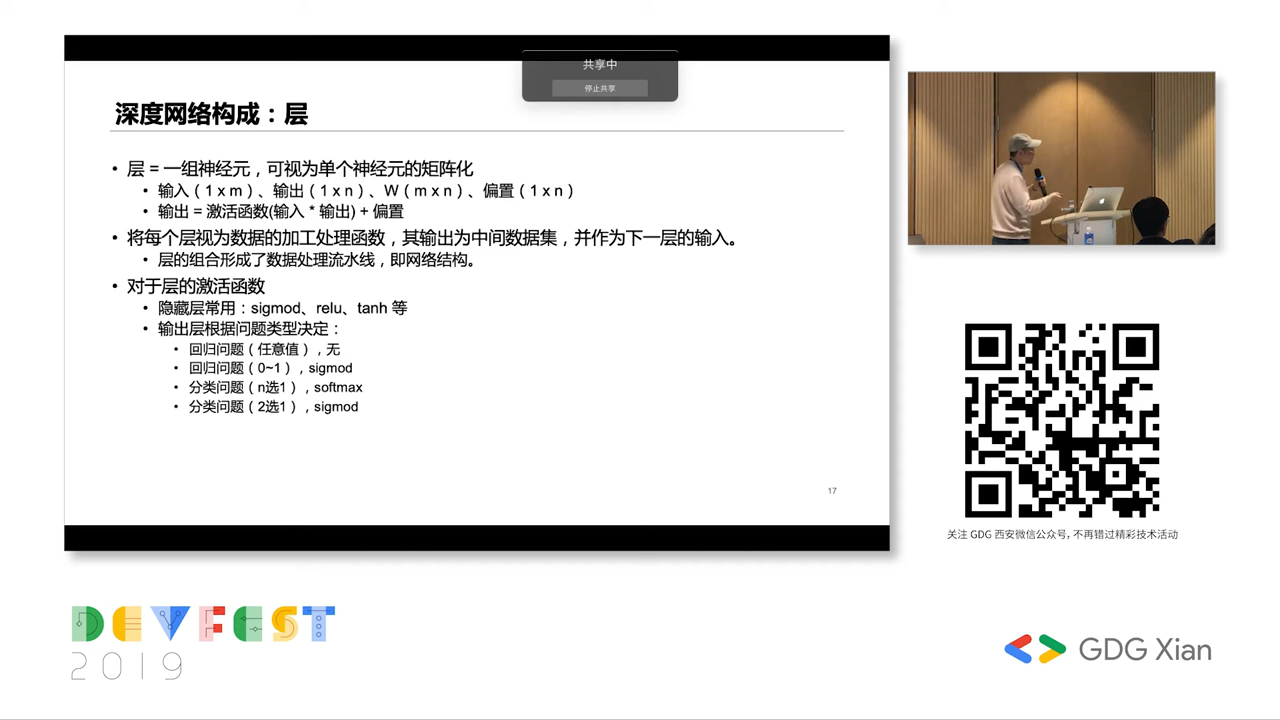 共享中
停止共享
深度网络构成：层
• 层 = 一组神经元，可视为单个神经元的矩阵化
• 输入（1 x m）、输出（1 x n）、W（m x n）、偏置（1 x n）
• 输出 = 激活函数(输入 * 输出) + 偏置
• 将每个层视为数据的加工处理函数，其输出为中间数据集，并作为下一层的输入。
• 层的组合形成了数据处理流水线，即网络结构。
• 对于层的激活函数
• 隐藏层常用：sigmod、relu、tanh 等
• 输出层根据问题类型决定：
• 回归问题（任意值），无
• 回归问题（0~1），sigmod
• 分类问题（n选1），softmax
• 分类问题（2选1），sigmod
17
关注 GDG 西安微信公众号, 不再错过精彩技术活动
DEVFEST
2019
GDG Xian